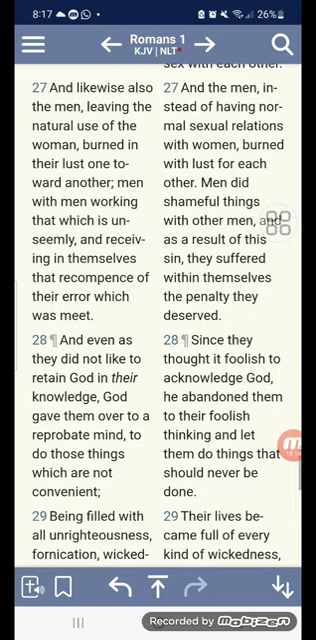 8:17
26%
Romans 1
KJV | NLT*
sex with each other.
27 And likewise also
the men, leaving the
natural use of the
woman, burned in
their lust one to-
ward another; men
with men working
that which is un-
seemly, and receiv-
ing in themselves
that recompence of
their error which
was meet.
28 ¶ And even as
they did not like to
retain God in their
knowledge, God
gave them over to a
reprobate mind, to
do those things
which are not
convenient;
29 Being filled with
all unrighteousness,
fornication, wicked-
27 And the men, in-
stead of having nor-
mal sexual relations
with women, burned
with lust for each
other. Men did
shameful things
with other men, and
as a result of this
sin, they suffered
within themselves
the penalty they
deserved.
28 ¶ Since they
thought it foolish to
acknowledge God,
he abandoned them
to their foolish
thinking and let
them do things that
should never be
done.
29 Their lives be-
came full of every
kind of wickedness,
18:14
Recorded by mobizen